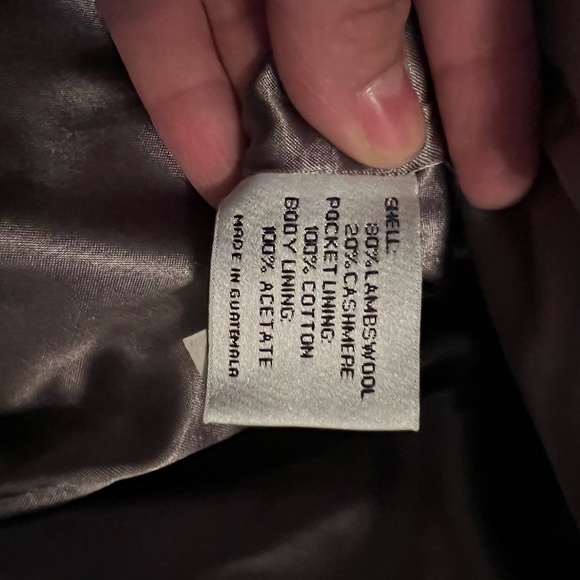 SHELL:
80% LAMBSWOOL
20% CASHMERE
POCKET LINING:
100% COTTON
BODY LINING:
100% ACETATE
MADE IN GUATEMALA